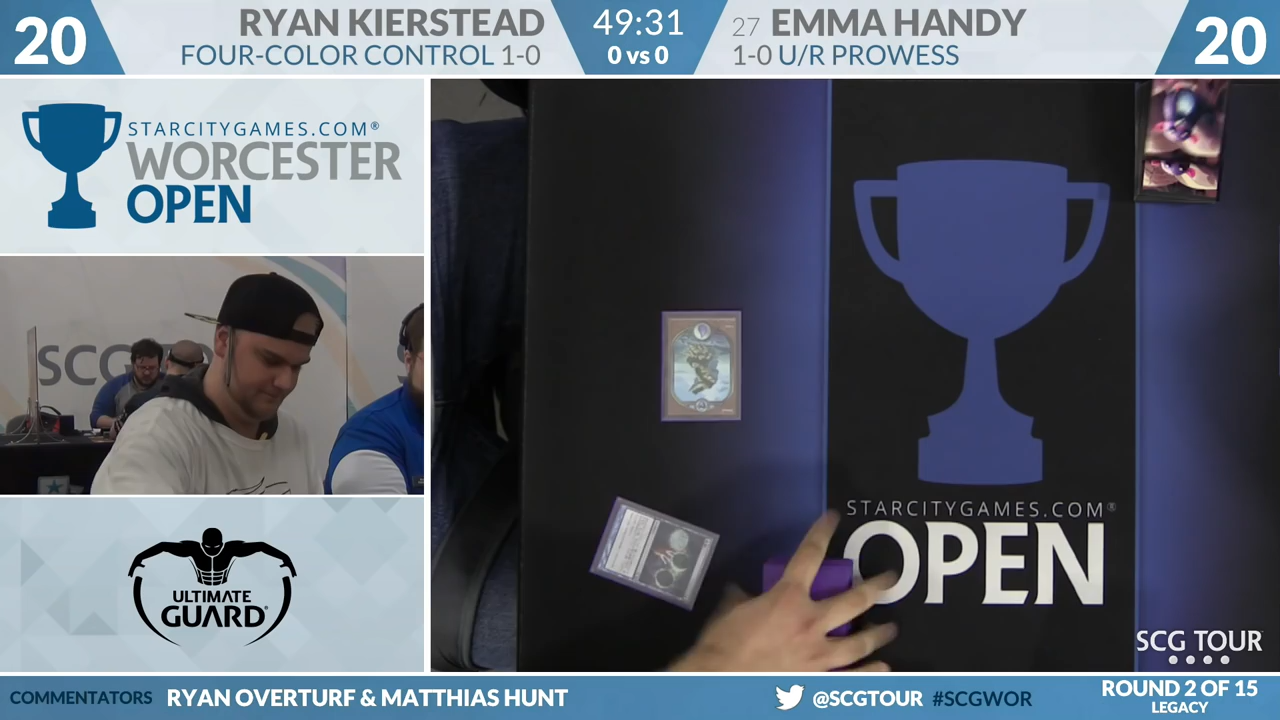 20
RYAN KIERSTEAD
FOUR-COLOR CONTROL 1-0
49:31
0 vs 0
27 EMMA HANDY
1-0 U/R PROWESS
20
STARCITYGAMES.COM®
WORCESTER
OPEN
SCG
ULTIMATE
GUARD
STARCITYGAMES.COM®
OPEN
SCG TOUR
COMMENTATORS RYAN OVERTURF & MATTHIAS HUNT
@SCGTOUR #SCGWOR
ROUND 2 OF 15
LEGACY